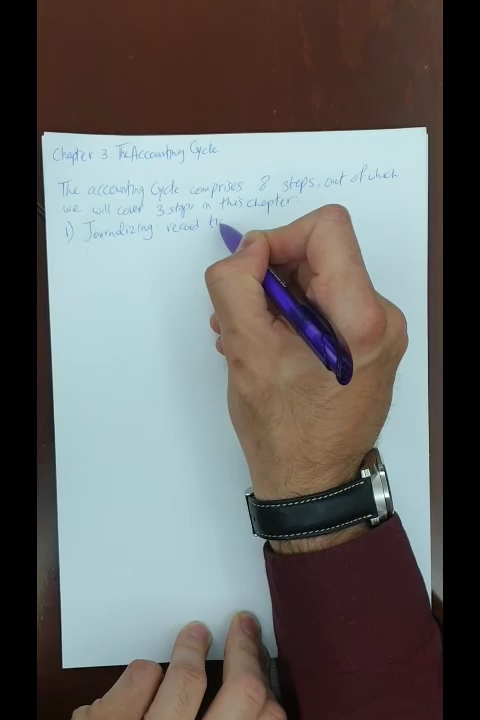 Chapter 3. The Accounting Cycle
The accounting cycle comprises 8 steps, out of which
we will cover 3 steps in this chapter:
1) Journalizing: record